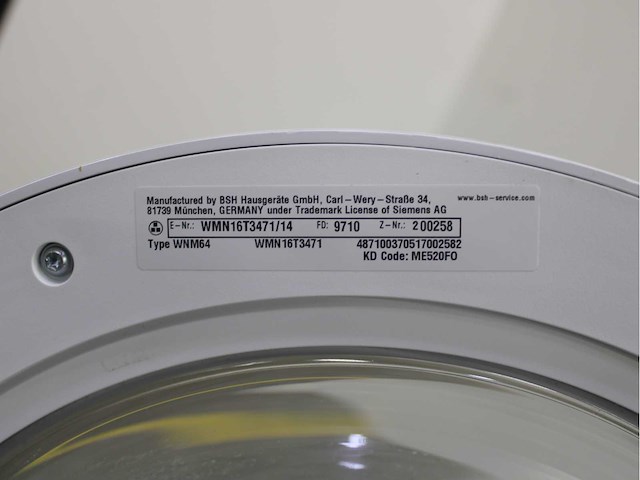 Manufactured by BSH Hausgeräte GmbH, Carl-Wery-Straße 34, www.bsh-service.com
81739 München, GERMANY under Trademark License of Siemens AG
E-Nr.: WMN16T3471/14 FD: 9710 Z-Nr.: 200258
Type WNM64 WMN16T3471 487100370517002582
KD Code: ME520FO